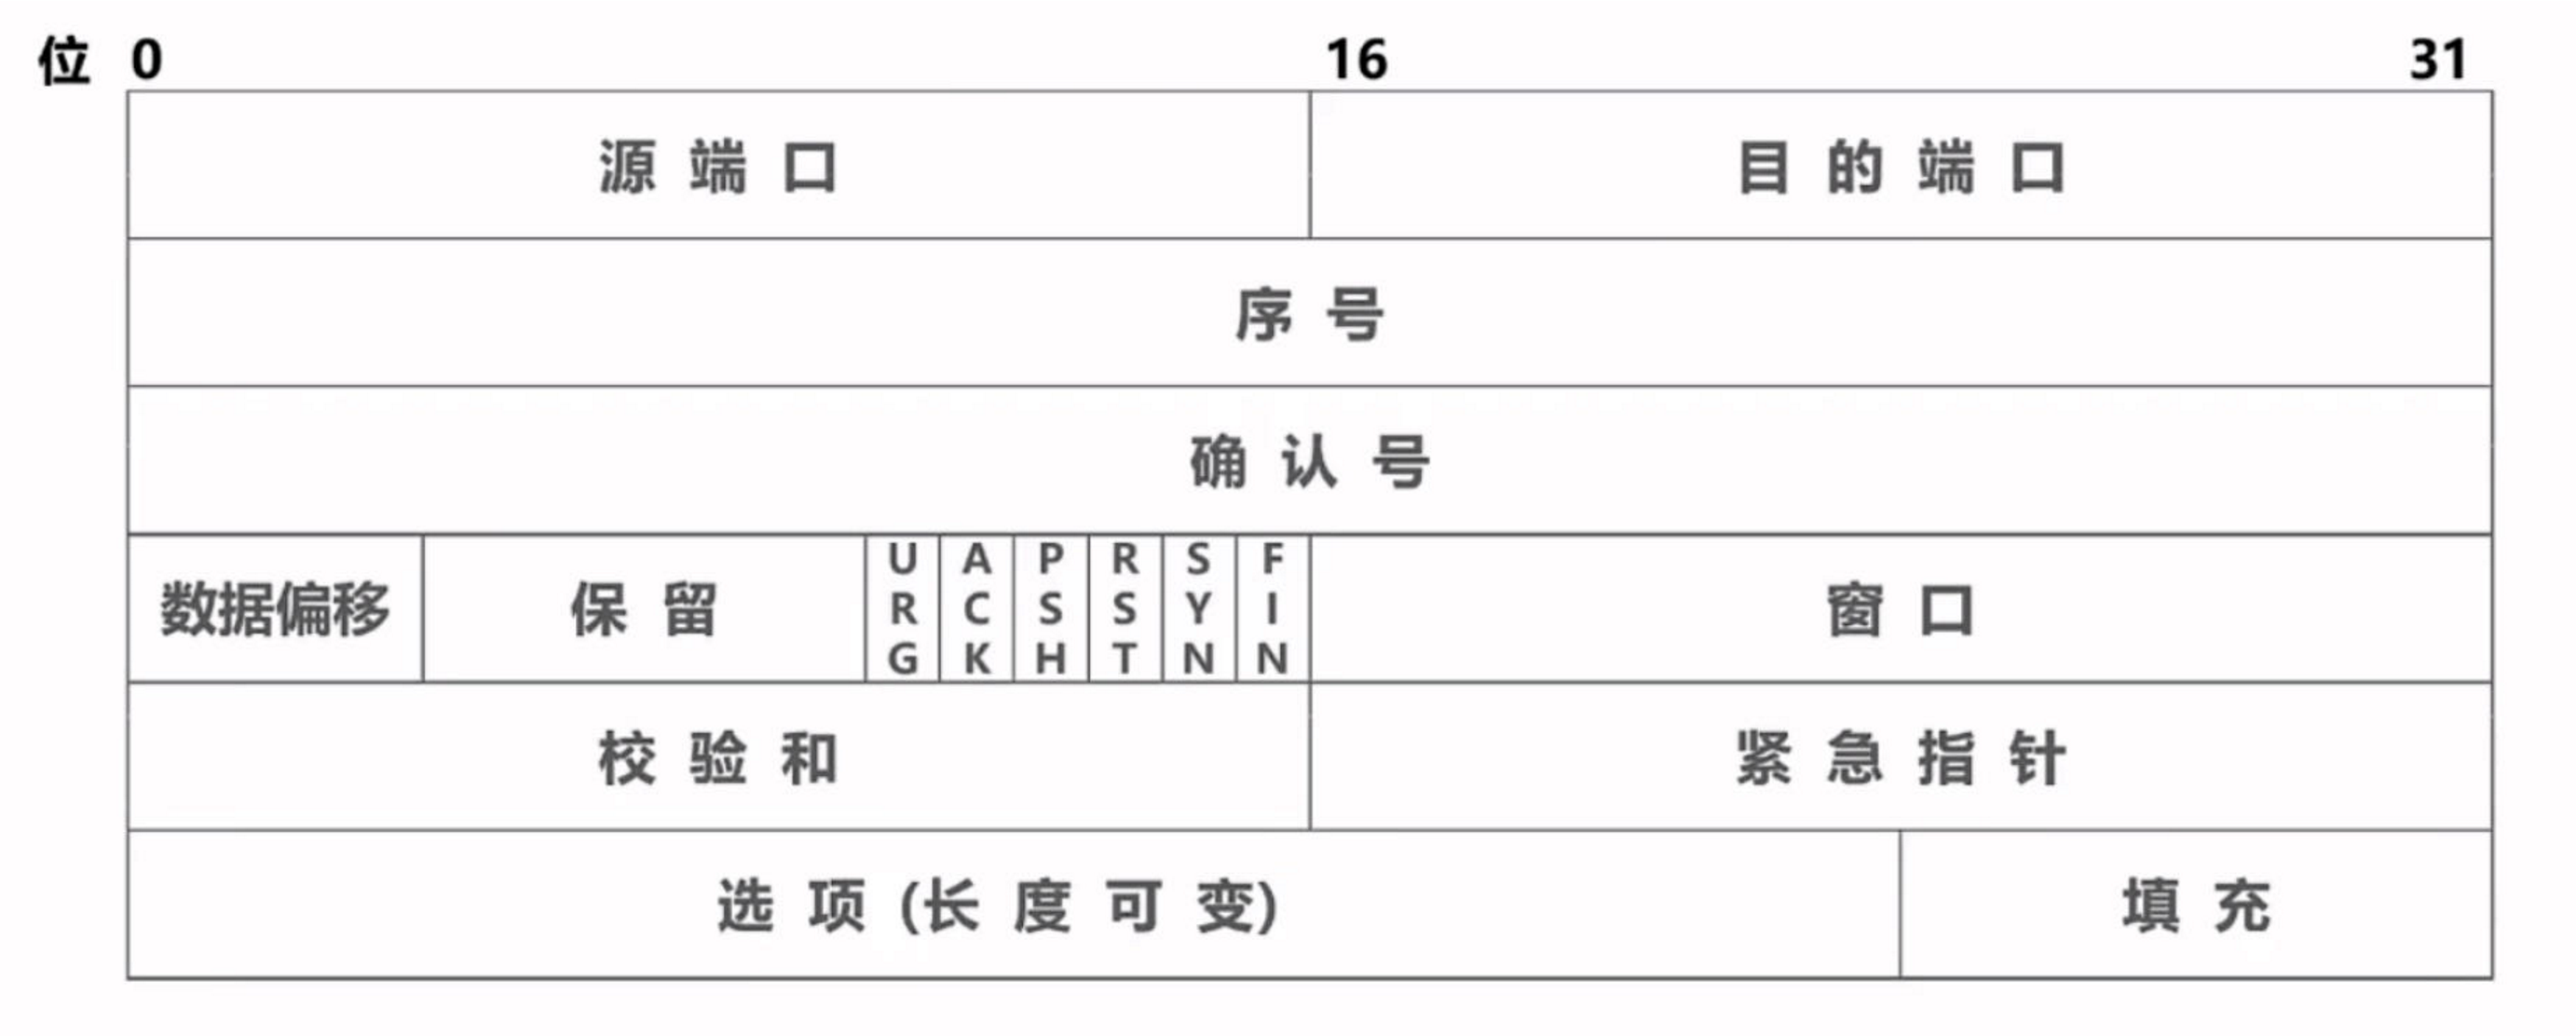 位 0 16 31
源 端 口 目 的 端 口
序 号
确 认 号
数据偏移 保 留 URG ACK PSH RST SYN FIN 窗 口
校 验 和 紧 急 指 针
选 项 (长 度 可 变) 填 充